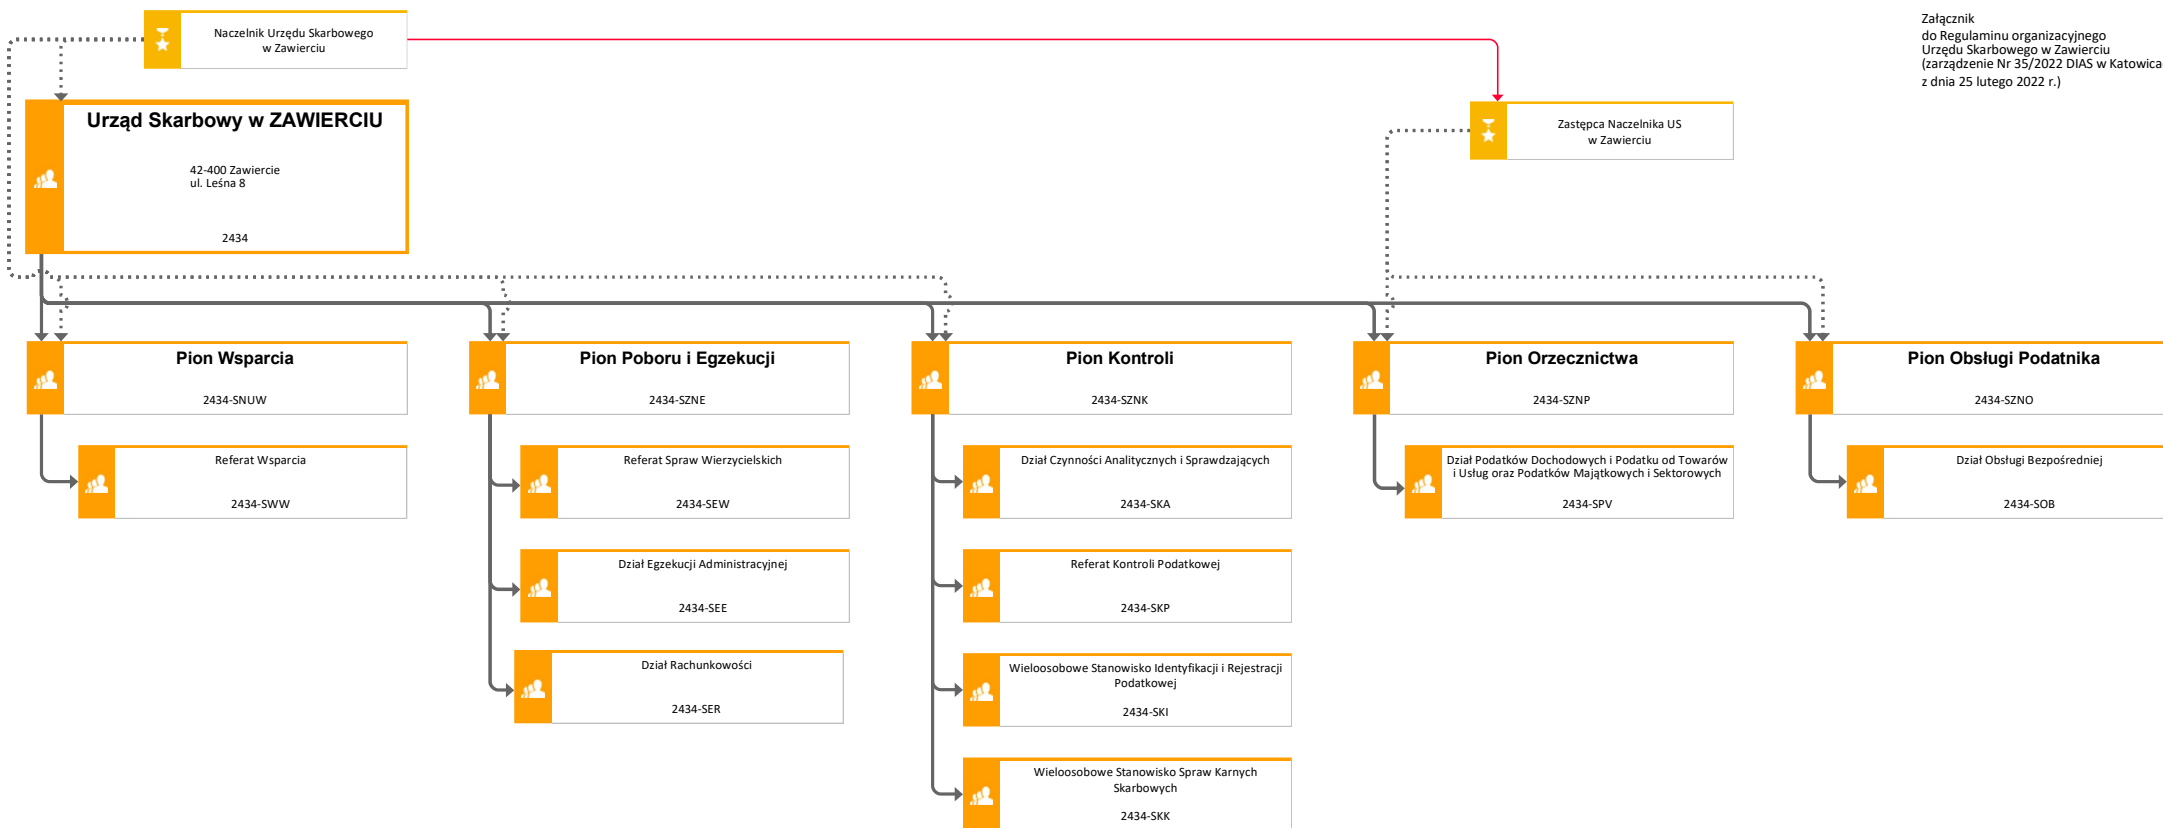 Naczelnik Urzędu Skarbowego
w Zawierciu
Załącznik
do Regulaminu organizacyjnego
Urzędu Skarbowego w Zawierciu
(zarządzenie Nr 35/2022 DIAS w Katowica
z dnia 25 lutego 2022 r.)
Urząd Skarbowy w ZAWIERCIU
42-400 Zawiercie
ul. Leśna 8
2434
Zastępca Naczelnika US
w Zawierciu
Pion Wsparcia
2434-SNUW
Pion Poboru i Egzekucji
2434-SZNE
Pion Kontroli
2434-SZNK
Pion Orzecznictwa
2434-SZNP
Pion Obsługi Podatnika
2434-SZNO
Referat Wsparcia
2434-SWW
Referat Spraw Wierzycielskich
2434-SEW
Dział Czynności Analitycznych i Sprawdzających
2434-SKA
Dział Podatków Dochodowych i Podatku od Towarów
i Usług oraz Podatków Majątkowych i Sektorowych
2434-SPV
Dział Obsługi Bezpośredniej
2434-SOB
Dział Egzekucji Administracyjnej
2434-SEE
Referat Kontroli Podatkowej
2434-SKP
Dział Rachunkowości
2434-SER
Wieloosobowe Stanowisko Identyfikacji i Rejestracji
Podatkowej
2434-SKI
Wieloosobowe Stanowisko Spraw Karnych
Skarbowych
2434-SKK